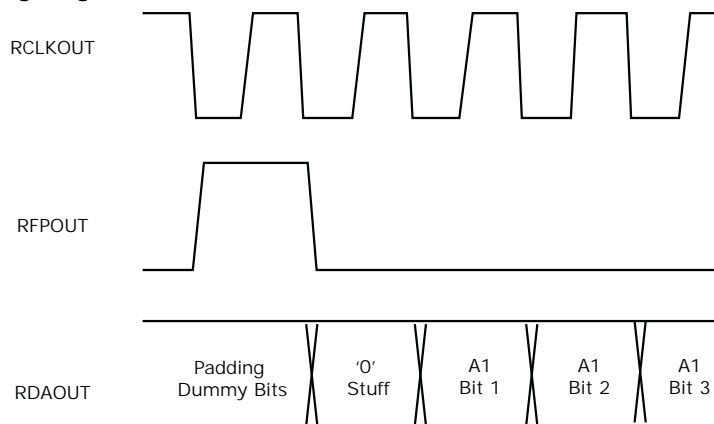 RCLKOUT
RFPOUT
RDAOUT
Padding
Dummy Bits
‘0’
Stuff
A1
Bit 1
A1
Bit 2
A1
Bit 3